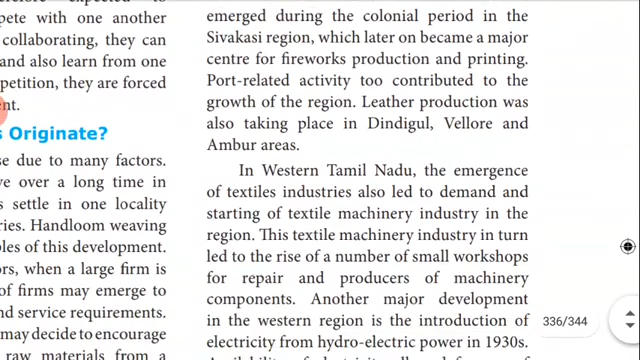 pete with one another
collaborating, they can
and also learn from one
petition, they are forced
Originate?
se due to many factors.
ve over a long time in
s settle in one locality
ries. Handloom weaving
ples of this development.
ors, when a large firm is
of firms may emerge to
nd service requirements.
may decide to encourage
raw materials from a
emerged during the colonial period in the
Sivakasi region, which later on became a major
centre for fireworks production and printing.
Port-related activity too contributed to the
growth of the region. Leather production was
also taking place in Dindigul, Vellore and
Ambur areas.
In Western Tamil Nadu, the emergence
of textiles industries also led to demand and
starting of textile machinery industry in the
region. This textile machinery industry in turn
led to the rise of a number of small workshops
for repair and producers of machinery
components. Another major development
in the western region is the introduction of
electricity from hydro-electric power in 1930s.
336/344